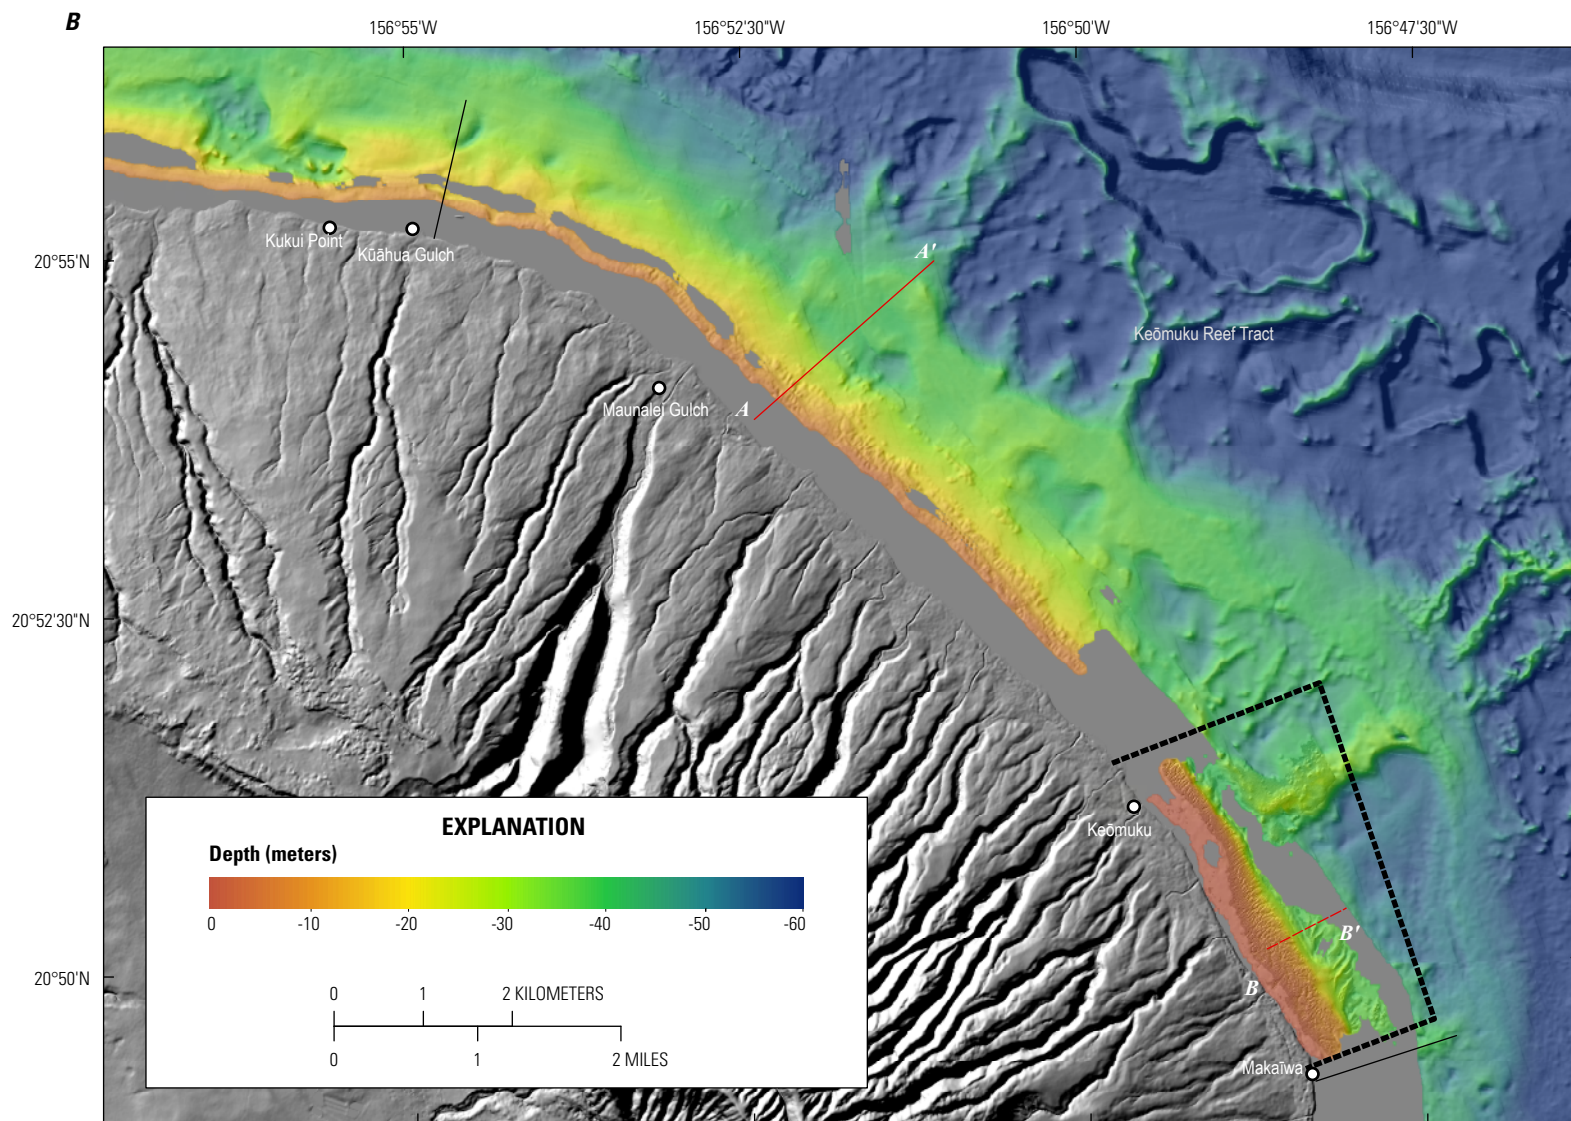 B
156°55'W
156°52'30"W
156°50'W
156°47'30"W
20°55'N
20°52'30"N
20°50'N
Kukui Point
Kūāhua Gulch
A'
Keōmuku Reef Tract
Maunalei Gulch
A
Keōmuku
B'
B
Makaīwa
EXPLANATION
Depth (meters)
0 -10 -20 -30 -40 -50 -60
0 1 2 KILOMETERS
0 1 2 MILES